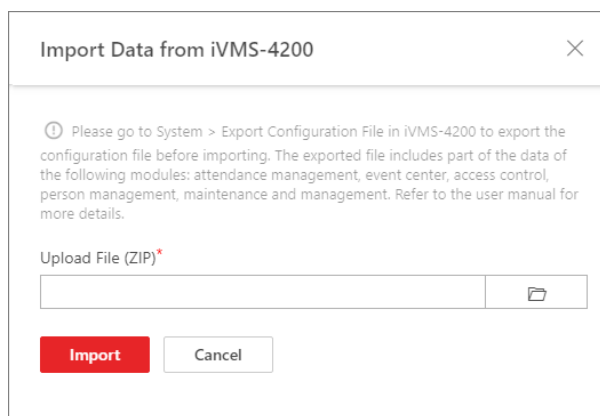 Import Data from iVMS-4200
Please go to System > Export Configuration File in iVMS-4200 to export the
configuration file before importing. The exported file includes part of the data of
the following modules: attendance management, event center, access control,
person management, maintenance and management. Refer to the user manual for
more details.
Upload File (ZIP)*
Import
Cancel